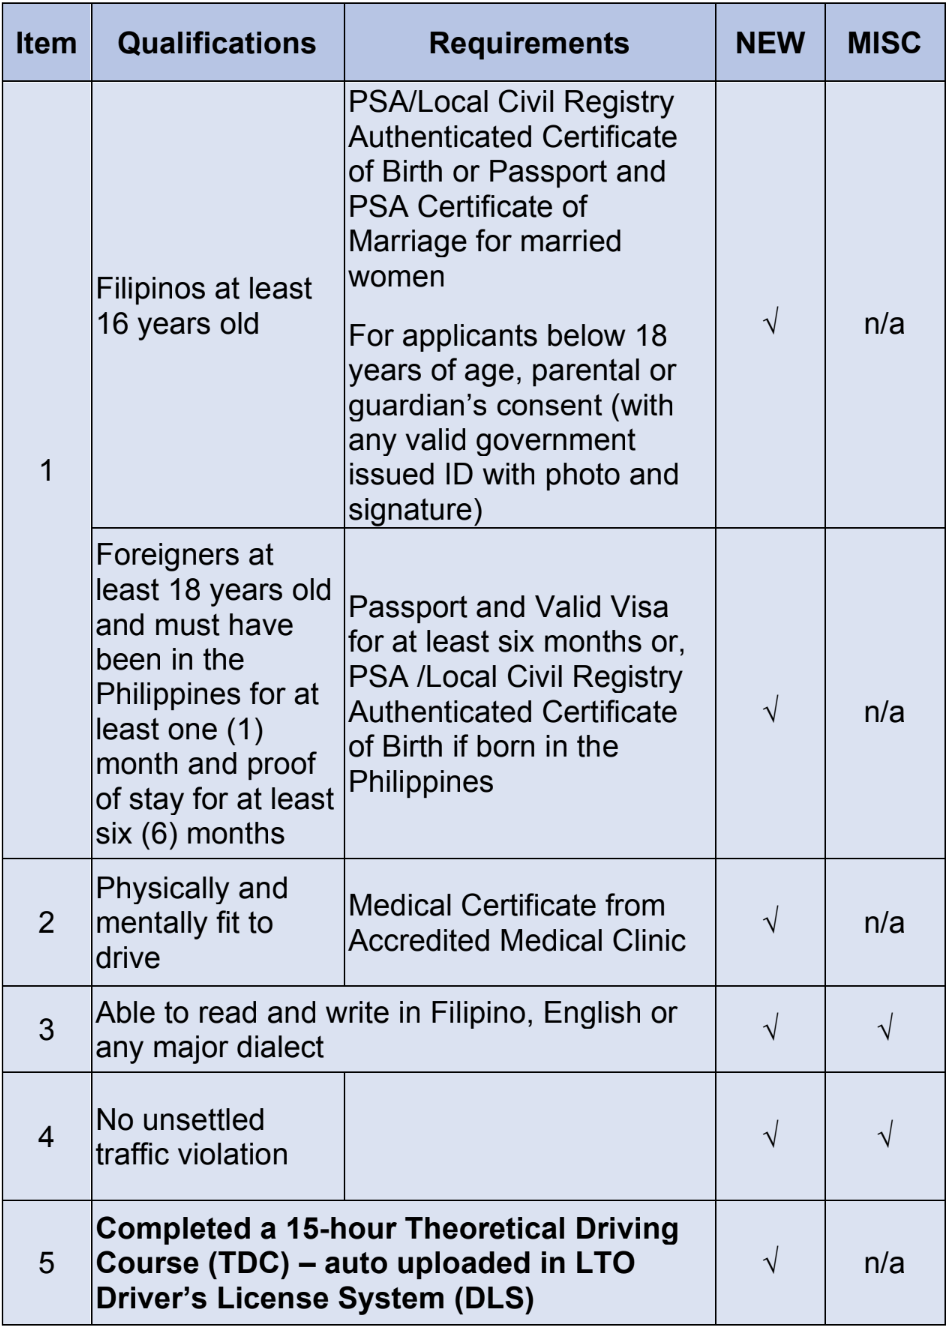 Item Qualifications Requirements NEW MISC
1
Filipinos at least
16 years old
PSA/Local Civil Registry
Authenticated Certificate
of Birth or Passport and
PSA Certificate of
Marriage for married
women
For applicants below 18
years of age, parental or
guardian’s consent (with
any valid government
issued ID with photo and
signature)
√
n/a
Foreigners at
least 18 years old
and must have
been in the
Philippines for at
least one (1)
month and proof
of stay for at least
six (6) months
Passport and Valid Visa
for at least six months or,
PSA /Local Civil Registry
Authenticated Certificate
of Birth if born in the
Philippines
√
n/a
2
Physically and
mentally fit to
drive
Medical Certificate from
Accredited Medical Clinic
√
n/a
3
Able to read and write in Filipino, English or
any major dialect
√
√
4
No unsettled
traffic violation
√
√
5
Completed a 15-hour Theoretical Driving
Course (TDC) – auto uploaded in LTO
Driver’s License System (DLS)
√
n/a